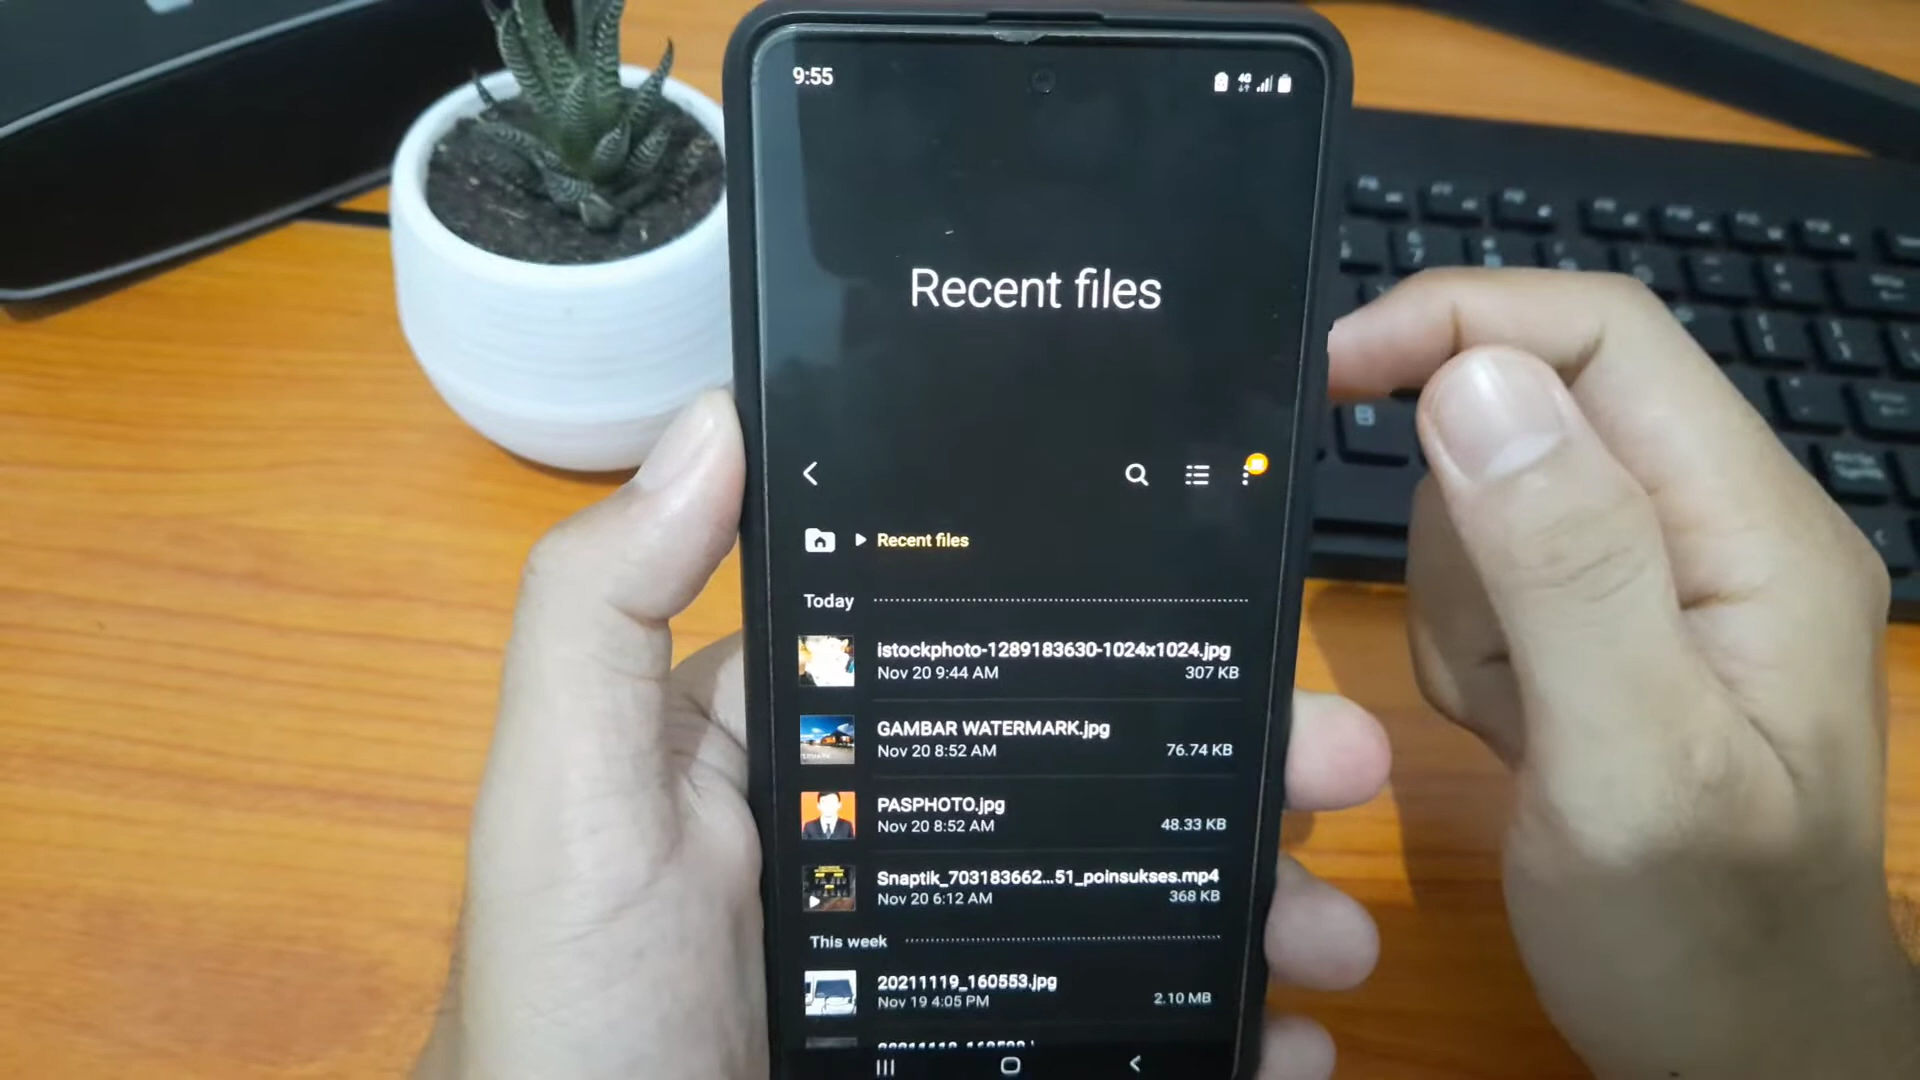 9:55
4G
Recent files
Recent files
Today
istockphoto-1289183630-1024x1024.jpg
Nov 20 9:44 AM 307 KB
GAMBAR WATERMARK.jpg
Nov 20 8:52 AM 76.74 KB
PASPHOTO.jpg
Nov 20 8:52 AM 48.33 KB
Snaptik_703183662...51_poinsukses.mp4
Nov 20 6:12 AM 368 KB
This week
20211119_160553.jpg
Nov 19 4:05 PM 2.10 MB
B